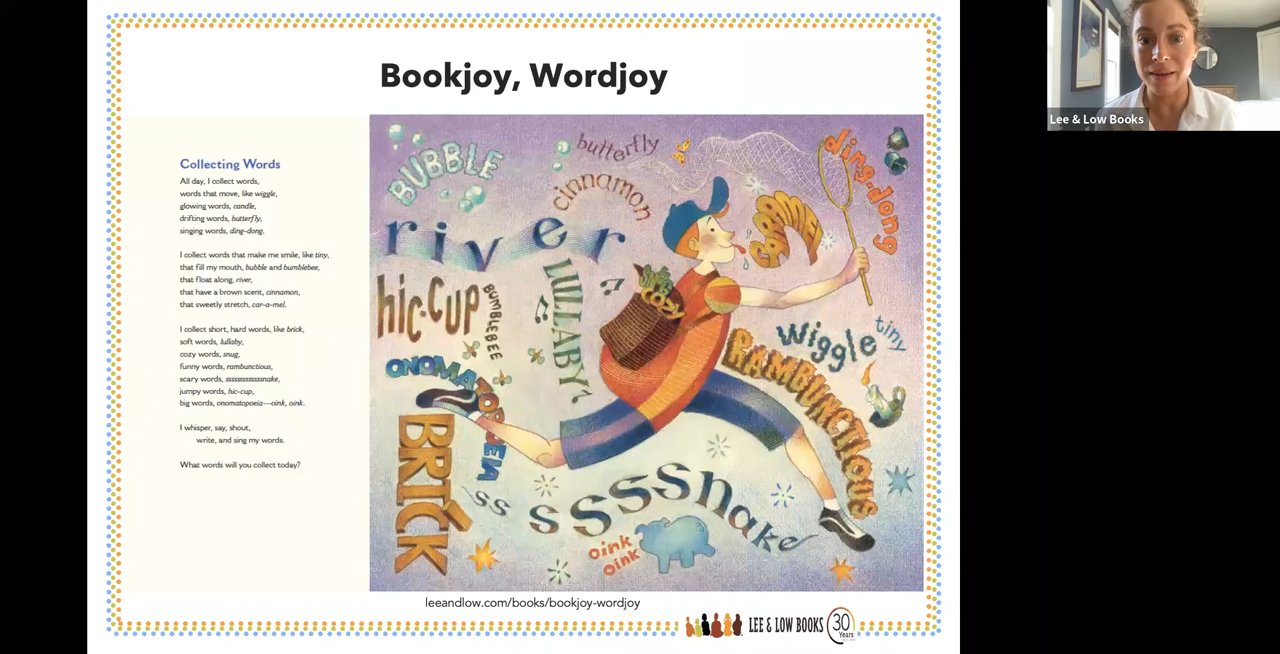 Bookjoy, Wordjoy
Collecting Words
All day, I collect words,
words that move, like wiggle,
glowing words, candle,
drifting words, butterfly,
singing words, ding-dong.
I collect words that make me smile, like tiny,
that fill my mouth, bubble and bumblebee,
that float along, river,
that have a brown scent, cinnamon,
that sweetly stretch, car-a-mel.
I collect short, hard words, like brick,
soft words, lullaby,
cozy words, snug,
funny words, rambunctious,
scary words, sssssssssssnake,
jumpy words, hic-cup,
big words, onomatopoeia—oink, oink.
I whisper, say, shout,
write, and sing my words.
What words will you collect today?
BUBBLE
butterfly
cinnamon
ding-dong
river
CARAMEL
LULLABY
hic-cup
BUMBLEBEE
COZY
wiggle
tiny
RAMBUNCTIOUS
ONOMATOPOEIA
BRICK
ss ssssnake
oink
oink
leeandlow.com/books/bookjoy-wordjoy
LEE & LOW BOOKS
30
Years
Lee & Low Books